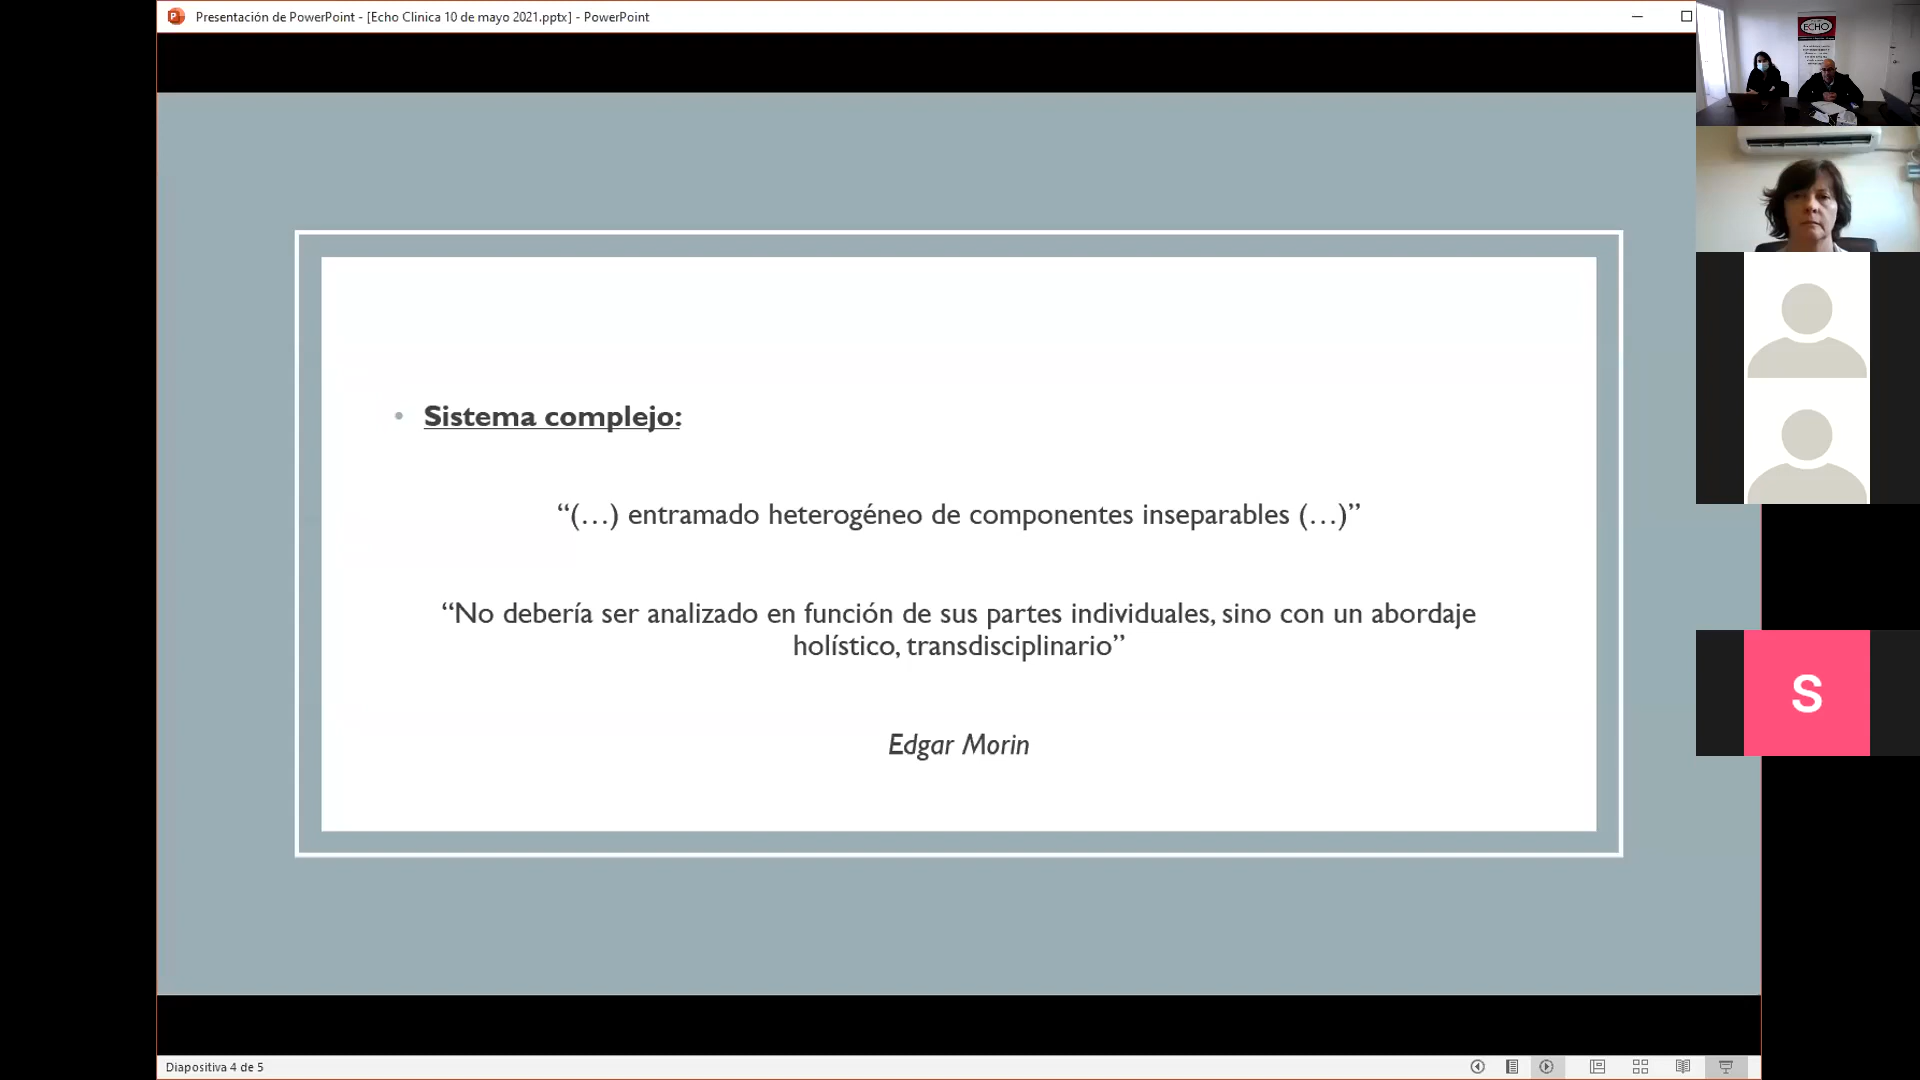 Presentación de PowerPoint - [Echo Clinica 10 de mayo 2021.pptx] - PowerPoint
ECHO
• Sistema complejo:
“(…) entramado heterogéneo de componentes inseparables (…)”
“No debería ser analizado en función de sus partes individuales, sino con un abordaje
holístico, transdisciplinario”
Edgar Morin
S
Diapositiva 4 de 5